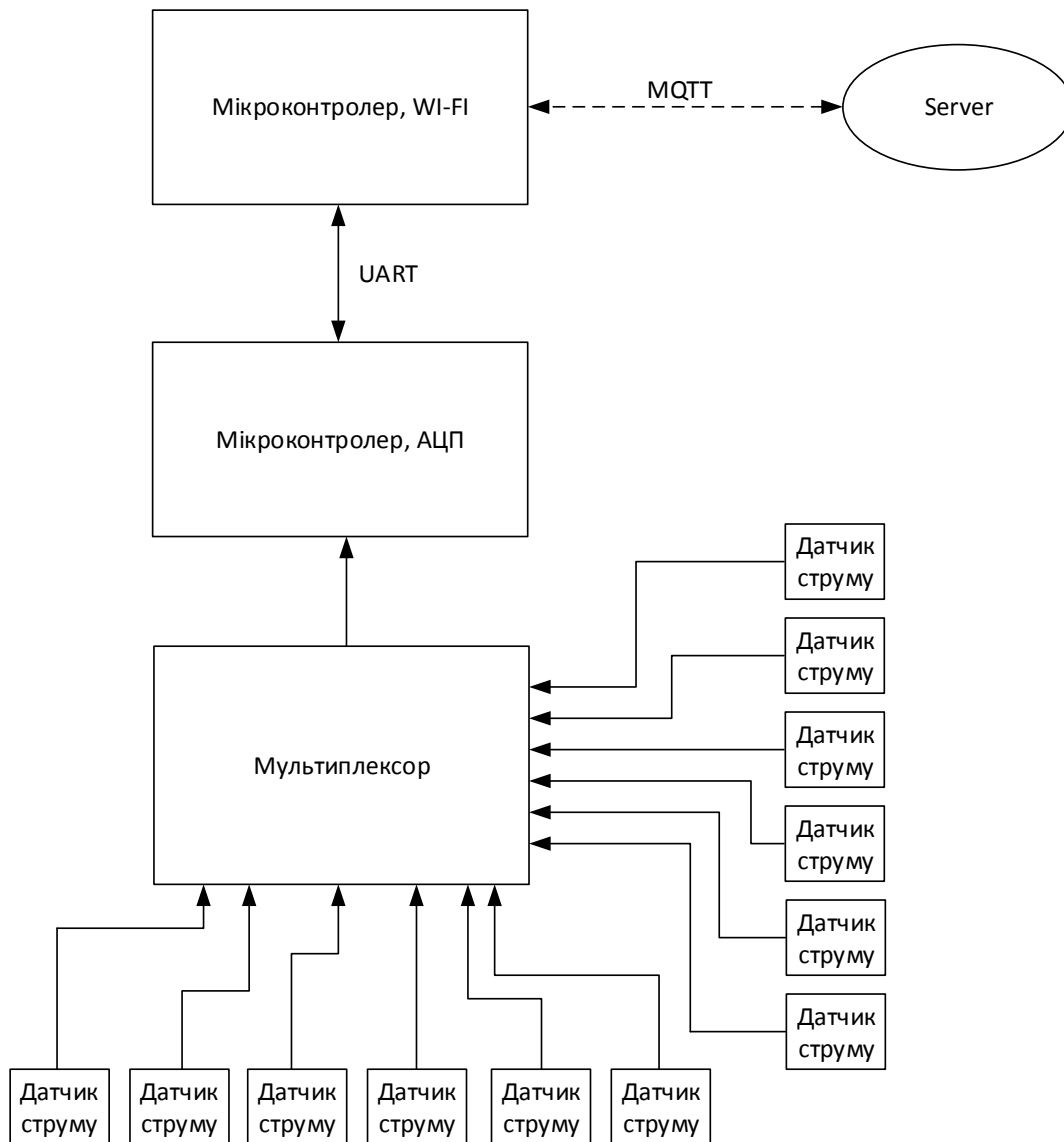 Мікроконтролер, WI-FI
MQTT
Server
UART
Мікроконтролер, АЦП
Датчик
струму
Датчик
струму
Мультиплексор
Датчик
струму
Датчик
струму
Датчик
струму
Датчик
струму
Датчик
струму
Датчик
струму
Датчик
струму
Датчик
струму
Датчик
струму
Датчик
струму